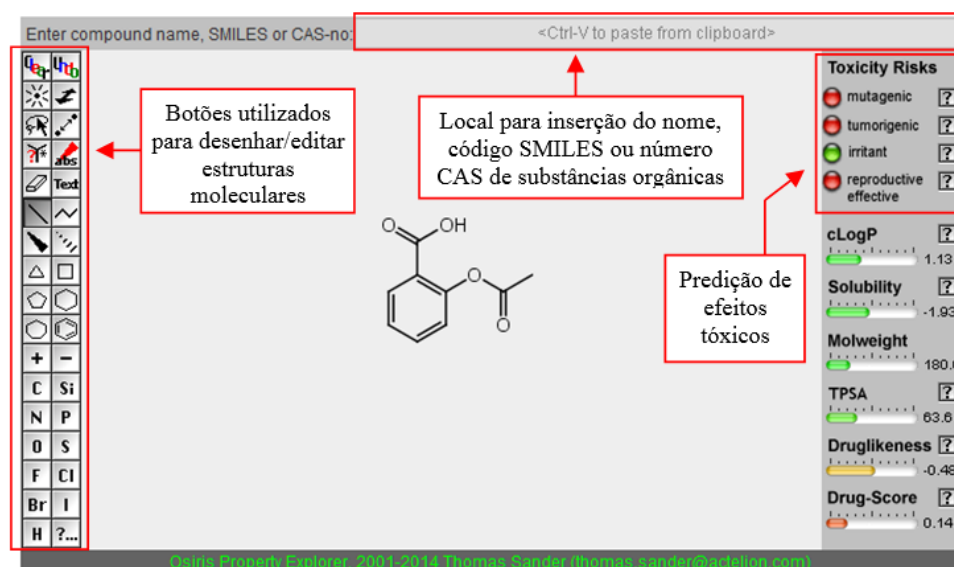 Enter compound name, SMILES or CAS-no:
<Ctrl-V to paste from clipboard>
Botões utilizados
para desenhar/editar
estruturas
moleculares
Local para inserção do nome,
código SMILES ou número
CAS de substâncias orgânicas
Predição de
efeitos
tóxicos
O
OH
O
O
abs
Text
+ −
C Si
N P
O S
F Cl
Br I
H ?...
Toxicity Risks
mutagenic ?
tumorigenic ?
irritant ?
reproductive ?
effective
cLogP ?
1.13
Solubility ?
-1.93
Molweight
180.
TPSA ?
63.6
Druglikeness ?
-0.48
Drug-Score ?
0.14
Osiris Property Explorer, 2001-2014 Thomas Sander (thomas.sander@actelion.com)